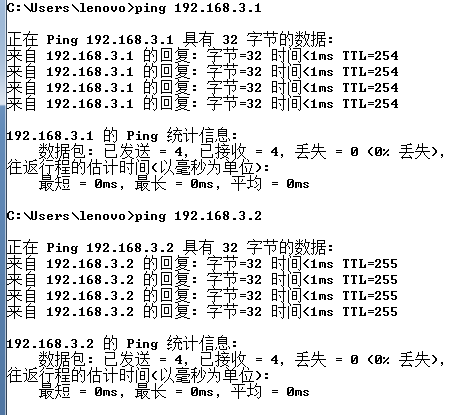 C:\Users\lenovo>ping 192.168.3.1
正在 Ping 192.168.3.1 具有 32 字节的数据:
来自 192.168.3.1 的回复: 字节=32 时间<1ms TTL=254
来自 192.168.3.1 的回复: 字节=32 时间<1ms TTL=254
来自 192.168.3.1 的回复: 字节=32 时间<1ms TTL=254
来自 192.168.3.1 的回复: 字节=32 时间<1ms TTL=254
192.168.3.1 的 Ping 统计信息:
数据包: 已发送 = 4, 已接收 = 4, 丢失 = 0 (0% 丢失),
往返行程的估计时间(以毫秒为单位):
最短 = 0ms, 最长 = 0ms, 平均 = 0ms
C:\Users\lenovo>ping 192.168.3.2
正在 Ping 192.168.3.2 具有 32 字节的数据:
来自 192.168.3.2 的回复: 字节=32 时间<1ms TTL=255
来自 192.168.3.2 的回复: 字节=32 时间<1ms TTL=255
来自 192.168.3.2 的回复: 字节=32 时间<1ms TTL=255
来自 192.168.3.2 的回复: 字节=32 时间<1ms TTL=255
192.168.3.2 的 Ping 统计信息:
数据包: 已发送 = 4, 已接收 = 4, 丢失 = 0 (0% 丢失),
往返行程的估计时间(以毫秒为单位):
最短 = 0ms, 最长 = 0ms, 平均 = 0ms